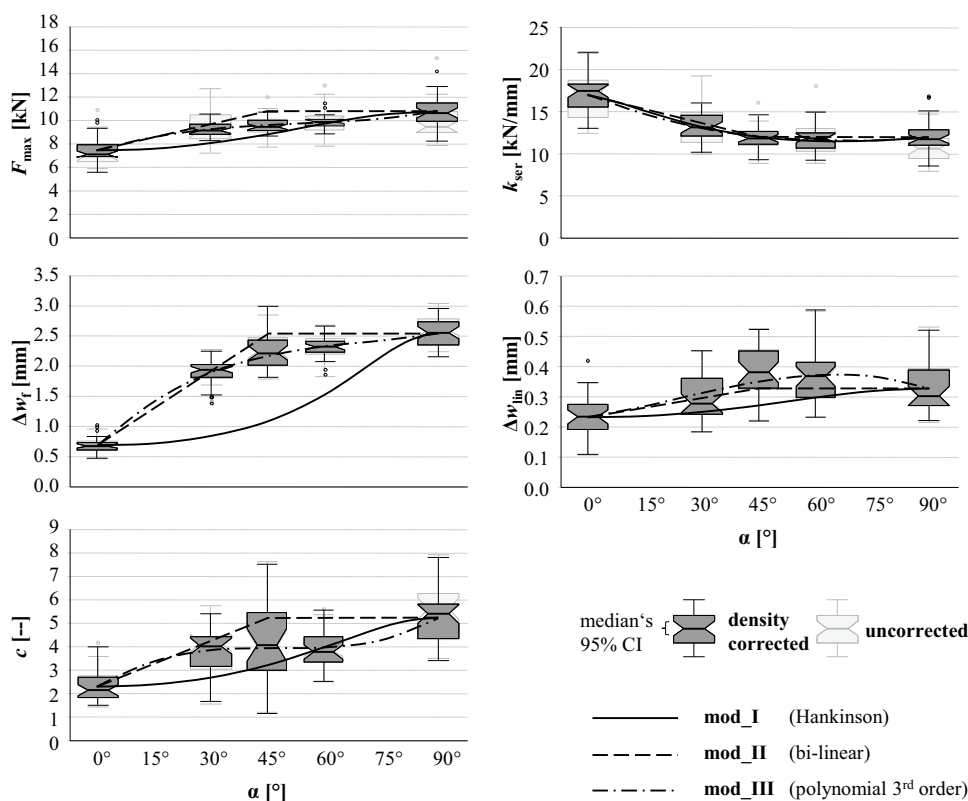 F_max [kN]
18
16
14
12
10
8
6
4
2
0
k_ser [kN/mm]
25
20
15
10
5
0
Δw_f [mm]
3.5
3.0
2.5
2.0
1.5
1.0
0.5
0.0
Δw_lin [mm]
0.6
0.5
0.4
0.3
0.2
0.1
0.0
0° 15° 30° 45° 60° 75° 90°
α [°]
c [--]
9
8
7
6
5
4
3
2
1
0
0° 15° 30° 45° 60° 75° 90°
α [°]
median‘s
95% CI
density
corrected
uncorrected
mod_I (Hankinson)
mod_II (bi-linear)
mod_III (polynomial 3rd order)